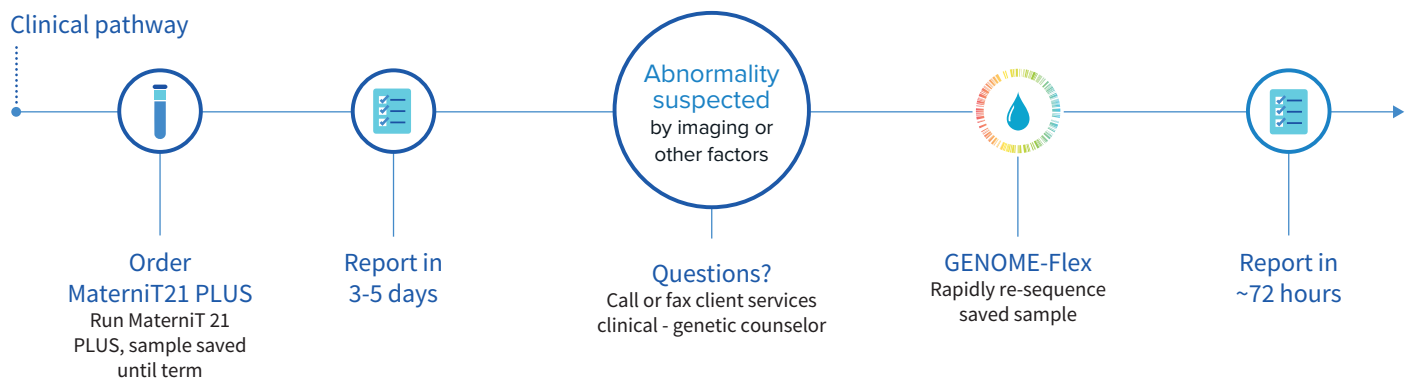 Clinical pathway
Abnormality
suspected
by imaging or
other factors
Order
MaterniT21 PLUS
Run MaterniT 21
PLUS, sample saved
until term
Report in
3-5 days
Questions?
Call or fax client services
clinical - genetic counselor
GENOME-Flex
Rapidly re-sequence
saved sample
Report in
~72 hours